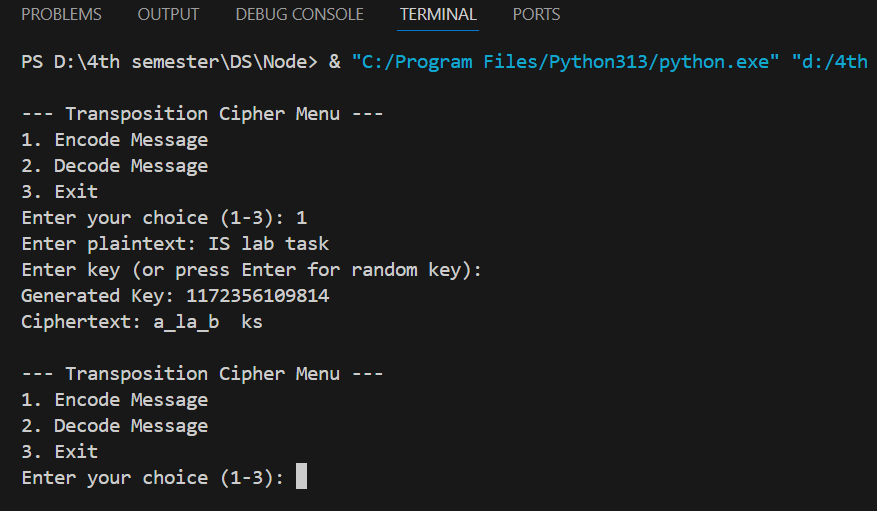 PROBLEMS OUTPUT DEBUG CONSOLE TERMINAL PORTS
PS D:\4th semester\DS\Node> & "C:/Program Files/Python313/python.exe" "d:/4th
--- Transposition Cipher Menu ---
1. Encode Message
2. Decode Message
3. Exit
Enter your choice (1-3): 1
Enter plaintext: IS lab task
Enter key (or press Enter for random key):
Generated Key: 1172356109814
Ciphertext: a_la_b  ks
--- Transposition Cipher Menu ---
1. Encode Message
2. Decode Message
3. Exit
Enter your choice (1-3):